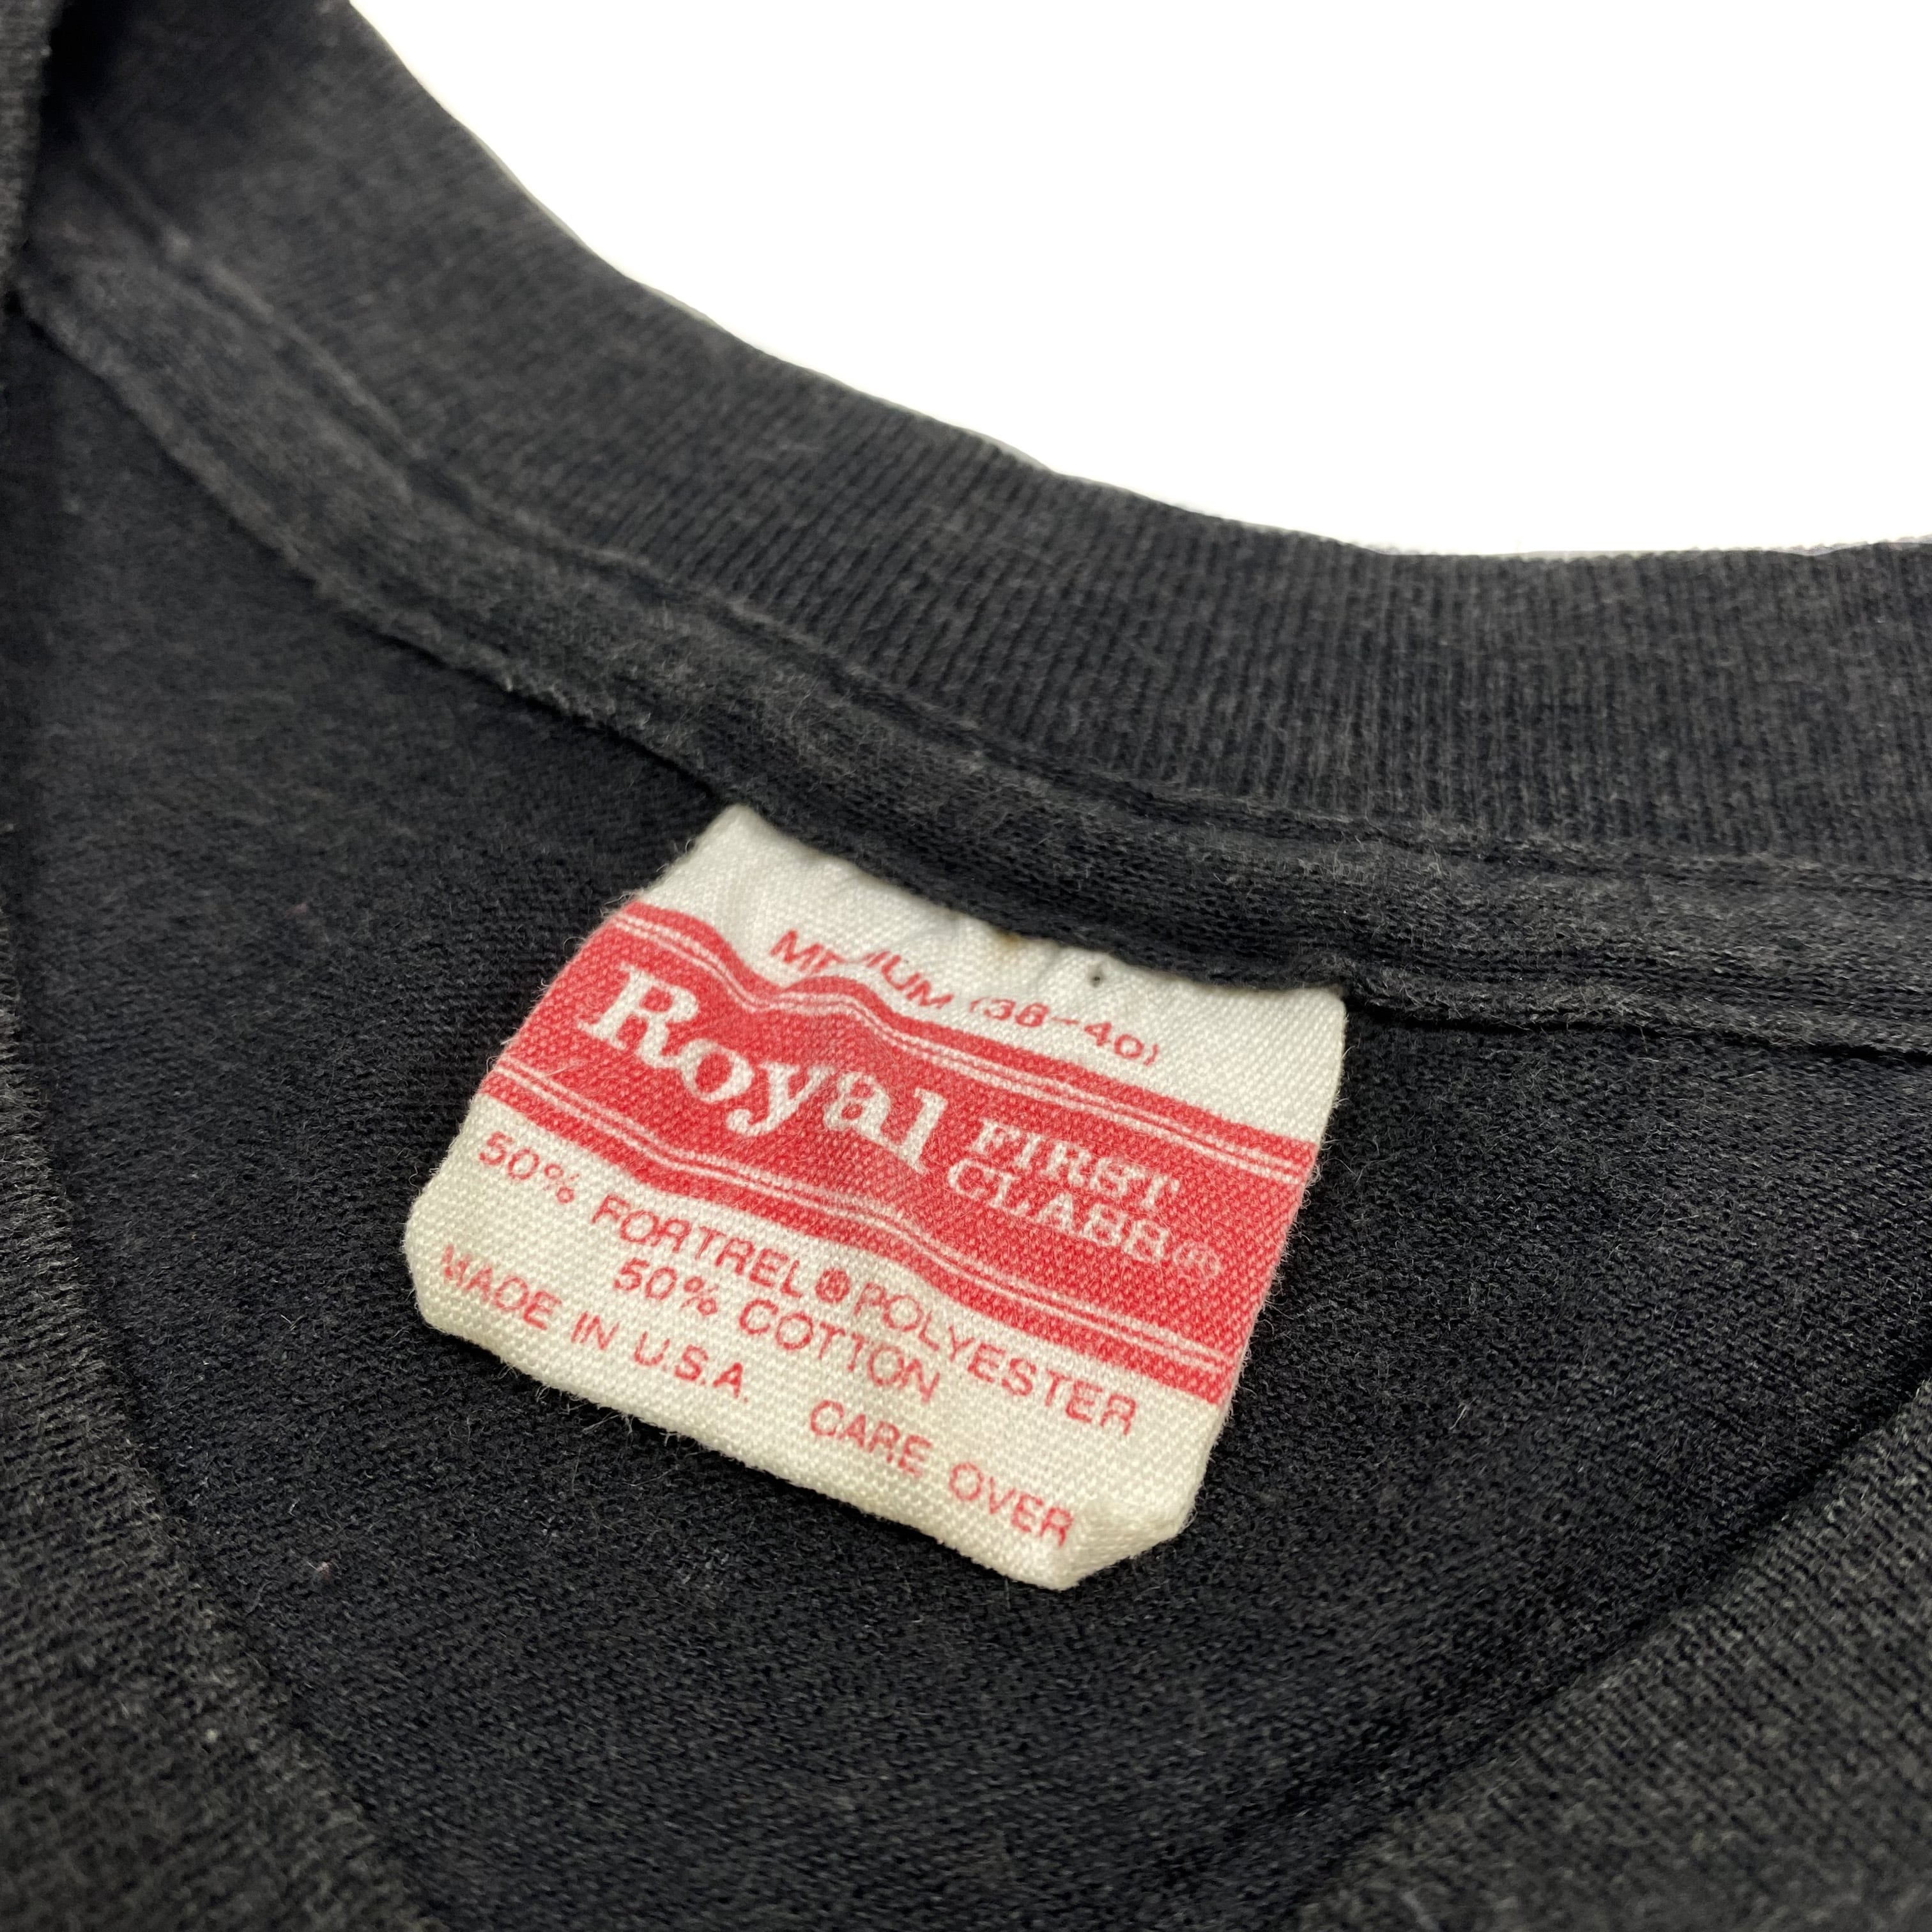 MEDIUM (38-40)
Royal FIRST CLASS®
50% FORTREL® POLYESTER
50% COTTON
MADE IN U.S.A. CARE OVER